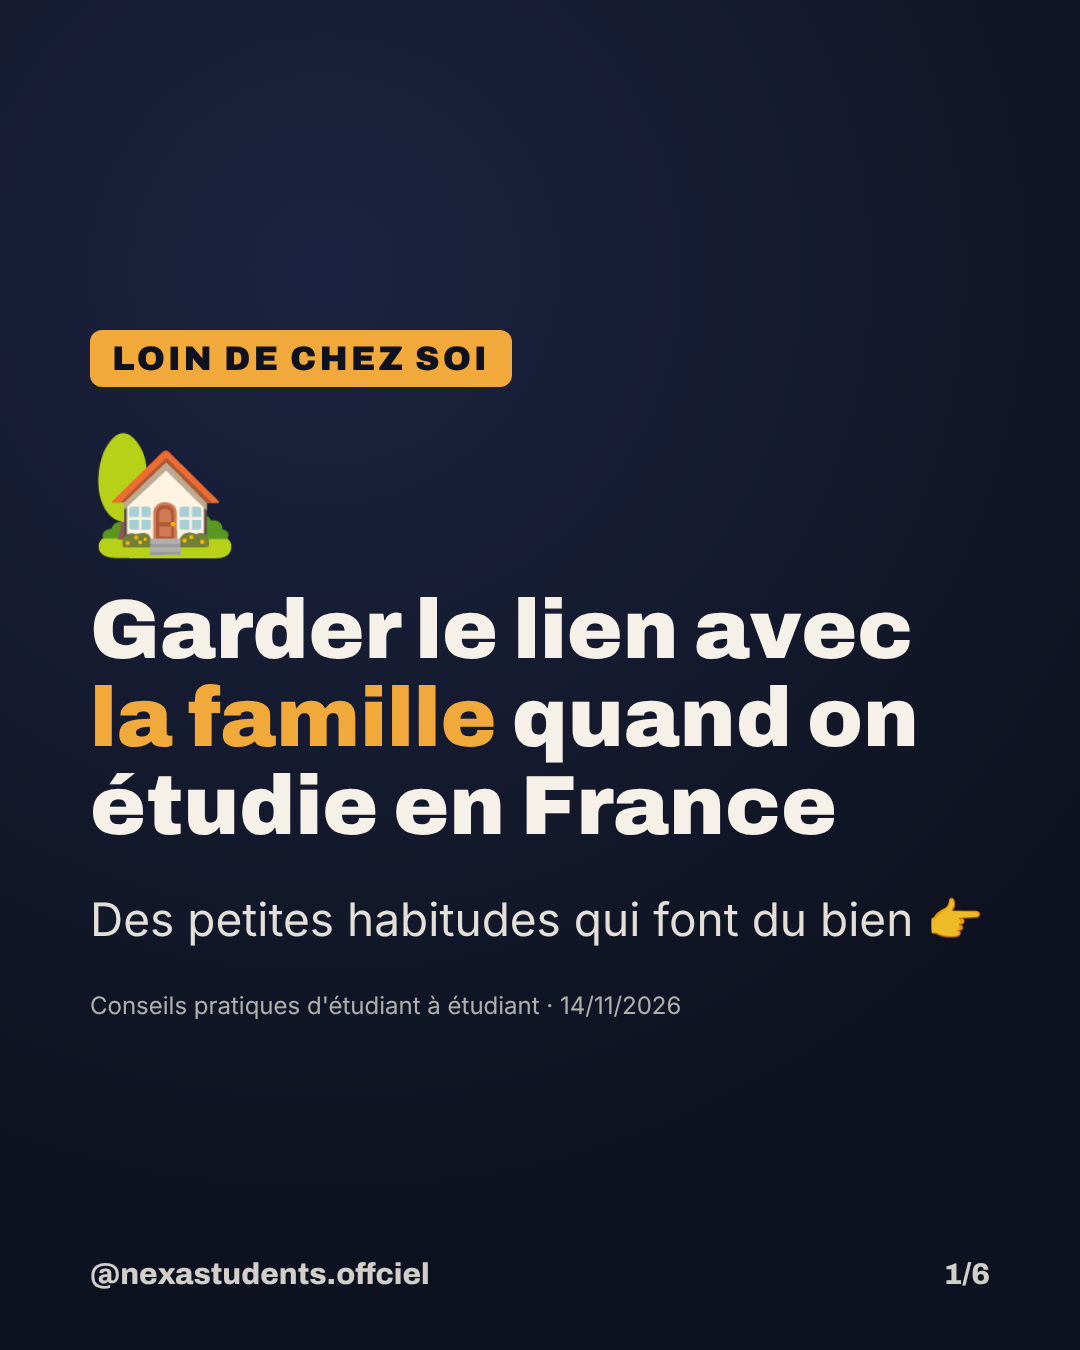 LOIN DE CHEZ SOI
Garder le lien avec
la famille quand on
étudie en France
Des petites habitudes qui font du bien 👉
Conseils pratiques d'étudiant à étudiant · 14/11/2026
@nexastudents.offciel
1/6